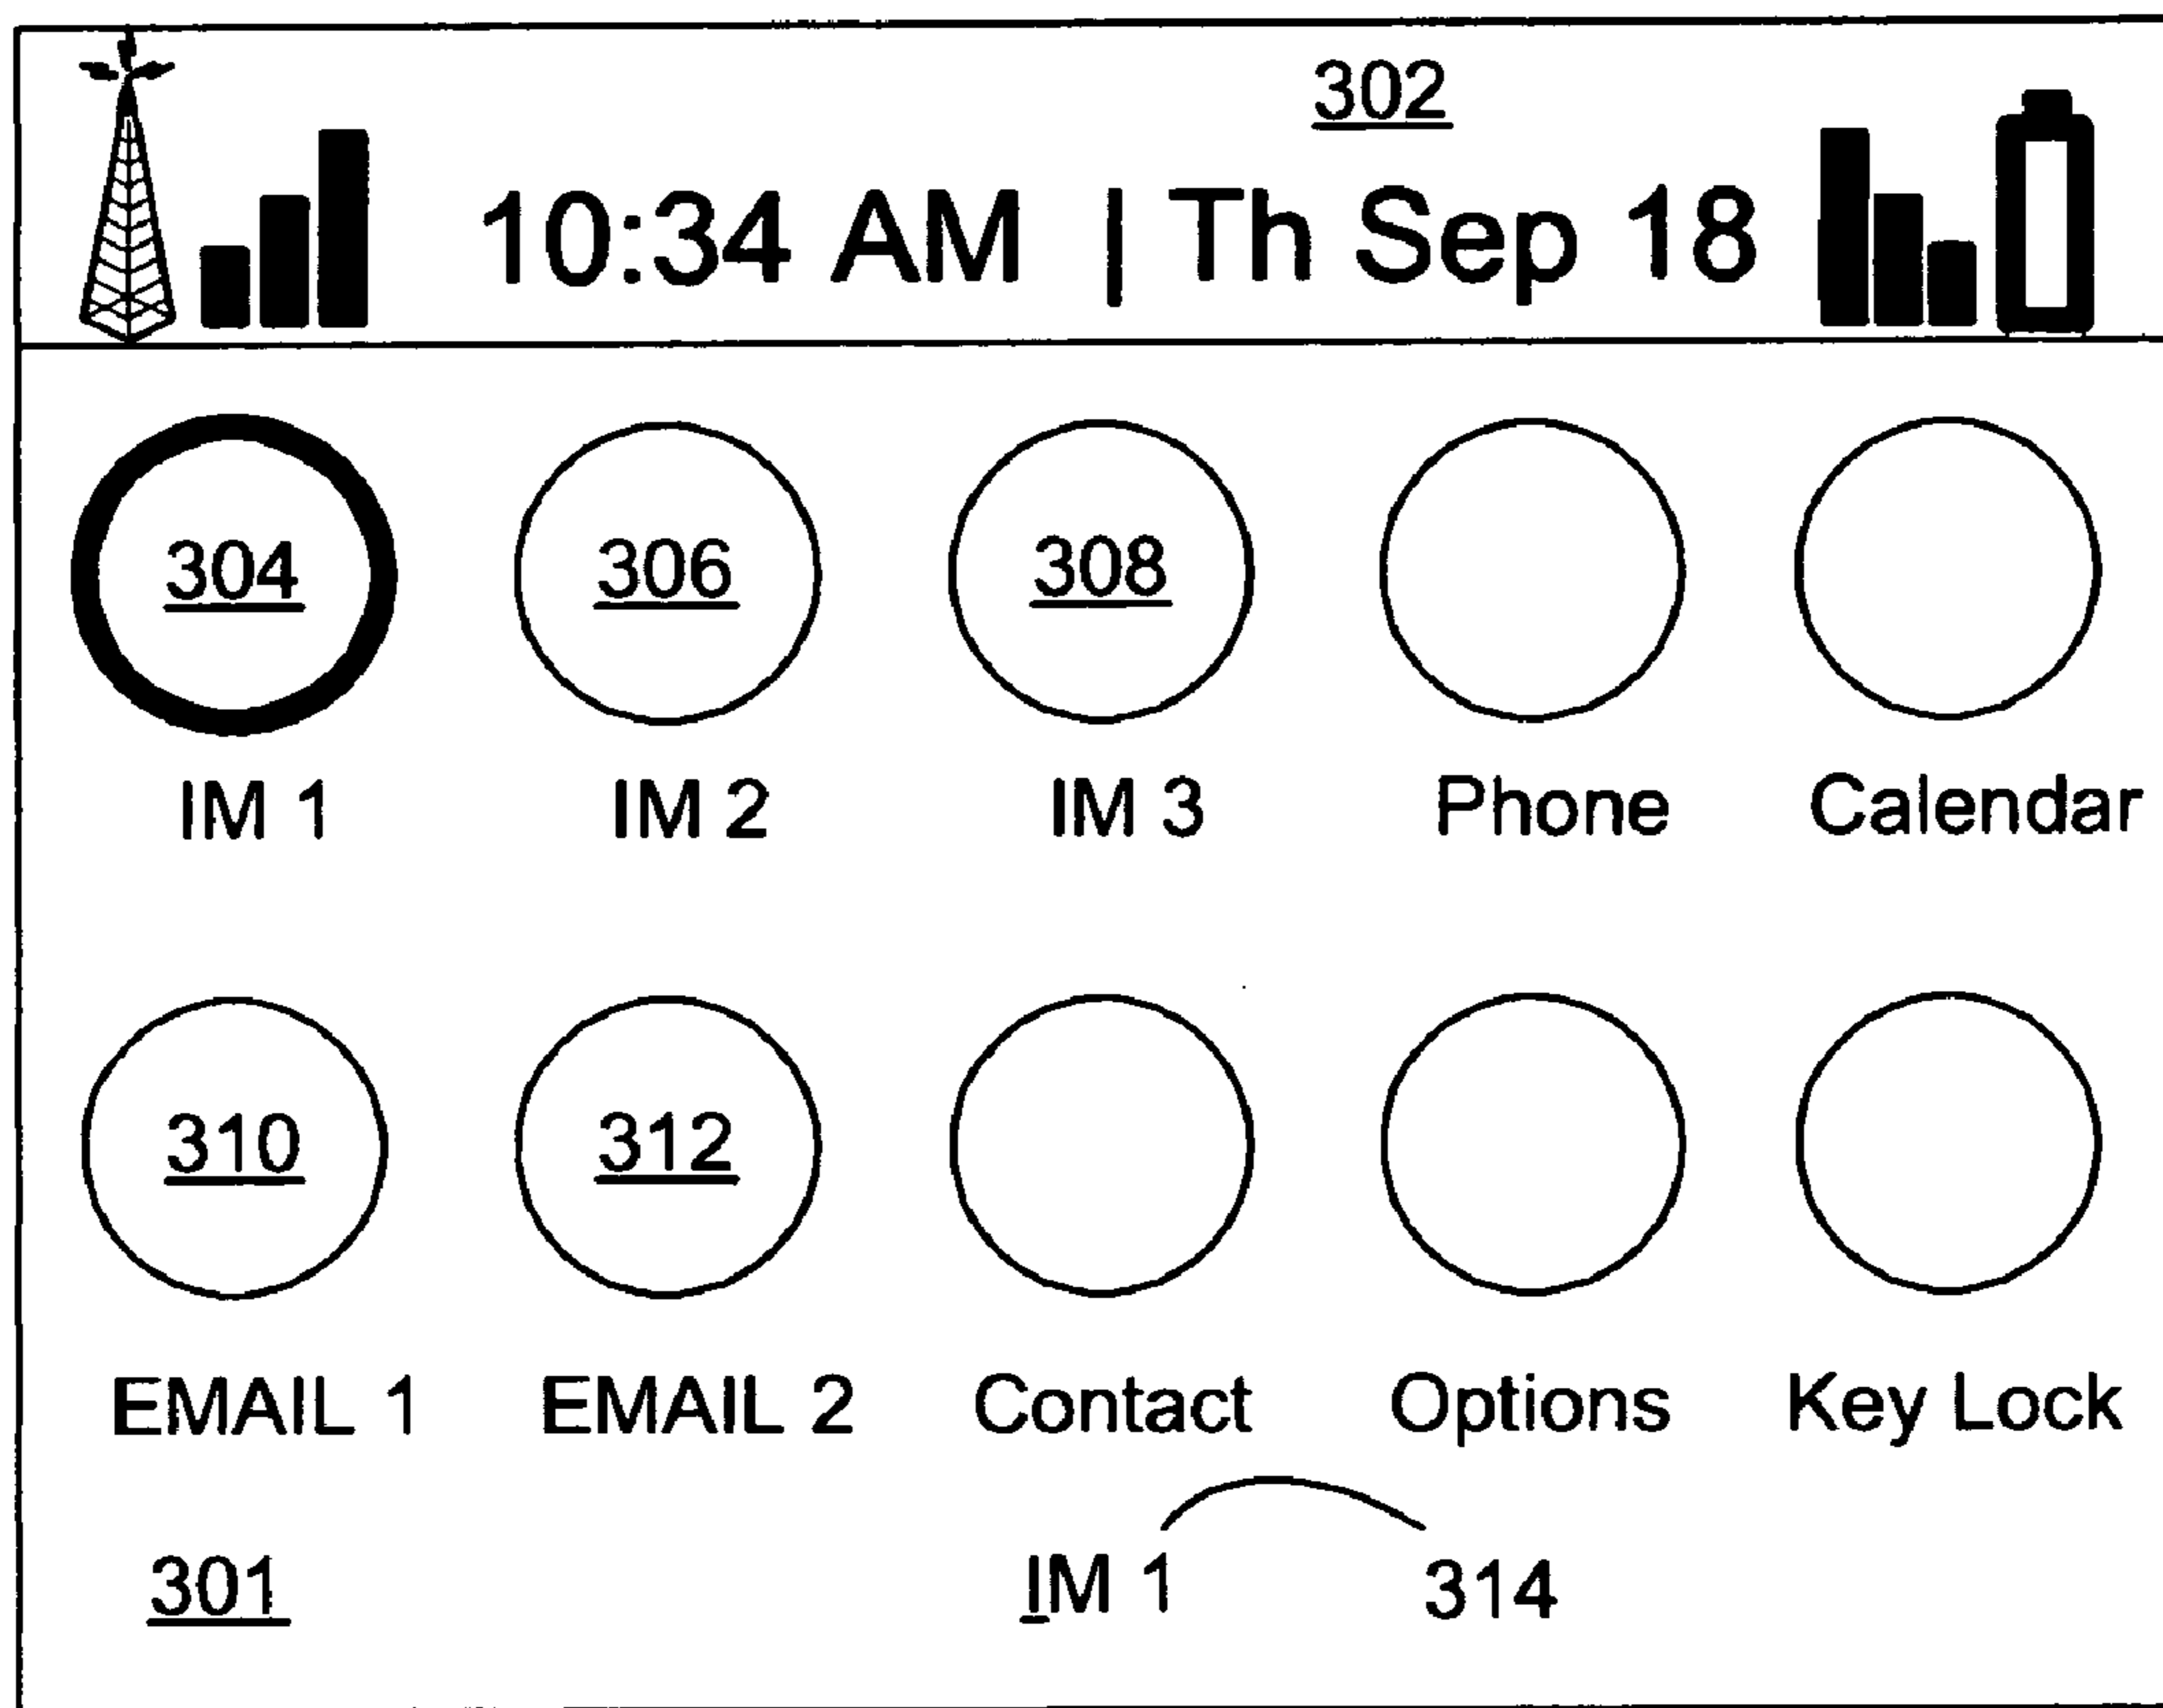 302
10:34 AM | Th Sep 18
304 306 308
IM 1 IM 2 IM 3 Phone Calendar
310 312
EMAIL 1 EMAIL 2 Contact Options Key Lock
301 IM 1 314